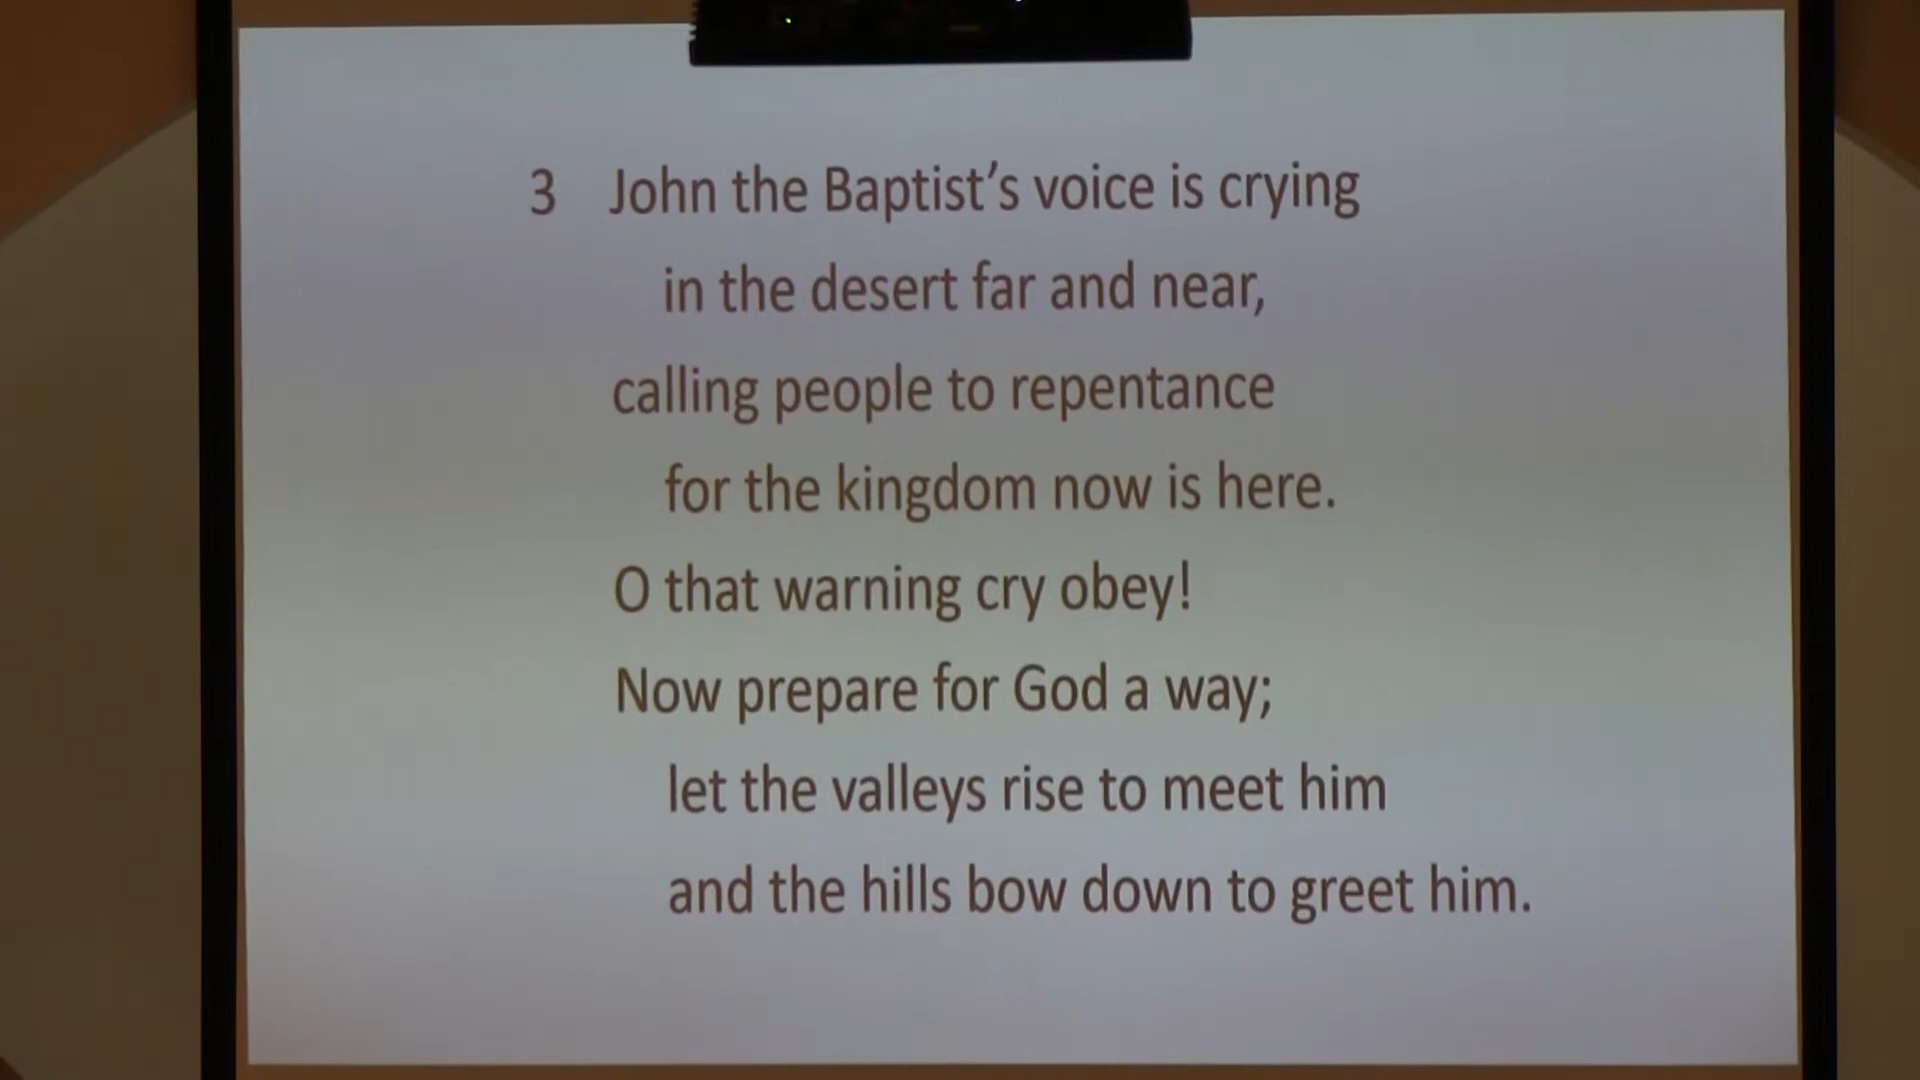 3 John the Baptist’s voice is crying
in the desert far and near,
calling people to repentance
for the kingdom now is here.
O that warning cry obey!
Now prepare for God a way;
let the valleys rise to meet him
and the hills bow down to greet him.